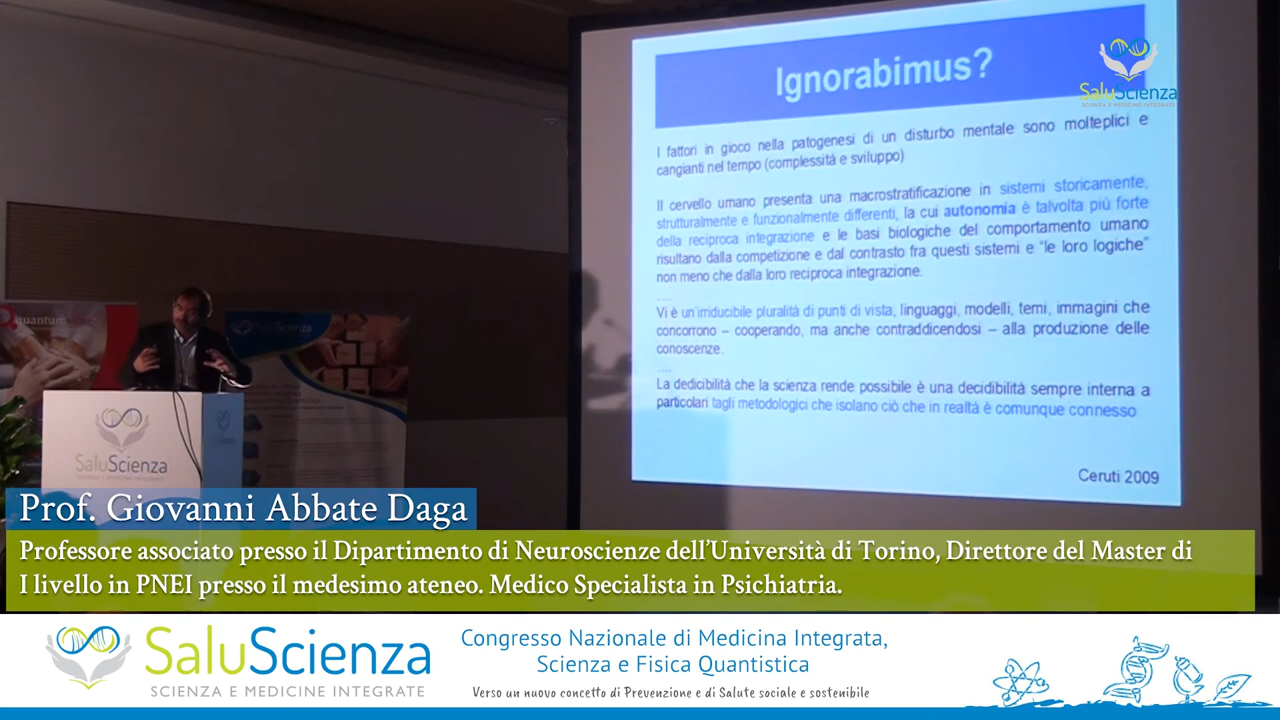 Ignorabimus?
SaluScienza
SCIENZA E MEDICINE INTEGRATE
I fattori in gioco nella patogenesi di un disturbo mentale sono molteplici e
cangianti nel tempo (complessità e sviluppo)
Il cervello umano presenta una macrostratificazione in sistemi storicamente,
strutturalmente e funzionalmente differenti, la cui autonomia è talvolta più forte
della reciproca integrazione e le basi biologiche del comportamento umano
risultano dalla competizione e dal contrasto fra questi sistemi e “le loro logiche”
non meno che dalla loro reciproca integrazione.
....
Vi è un'irriducibile pluralità di punti di vista, linguaggi, modelli, temi, immagini che
concorrono – cooperando, ma anche contraddicendosi – alla produzione delle
conoscenze.
....
La dedicibilità che la scienza rende possibile è una decidibilità sempre interna a
particolari tagli metodologici che isolano ciò che in realtà è comunque connesso
Ceruti 2009
quantum
SaluScienza
SaluScienza
SCIENZA E MEDICINE INTEGRATE
Prof. Giovanni Abbate Daga
Professore associato presso il Dipartimento di Neuroscienze dell’Università di Torino, Direttore del Master di
I livello in PNEI presso il medesimo ateneo. Medico Specialista in Psichiatria.
SaluScienza
SCIENZA E MEDICINE INTEGRATE
Congresso Nazionale di Medicina Integrata,
Scienza e Fisica Quantistica
Verso un nuovo concetto di Prevenzione e di Salute sociale e sostenibile